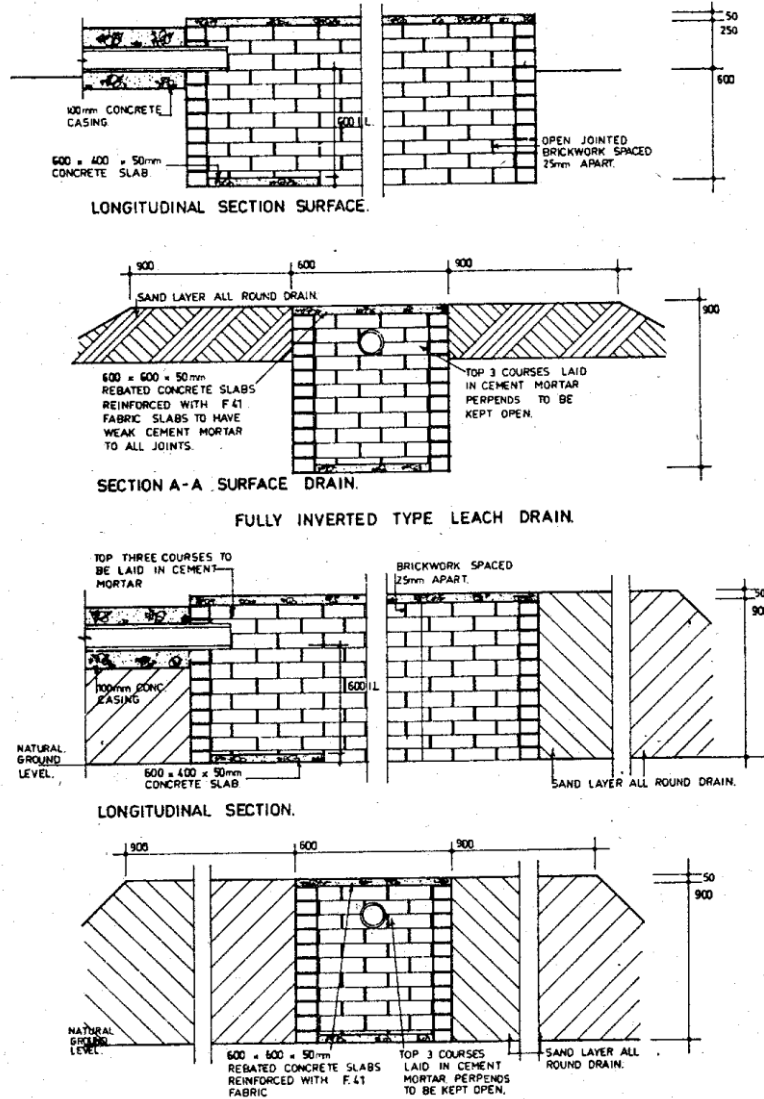 50
250
600
100mm CONCRETE
CASING
600 I.L.
600 x 400 x 50mm
CONCRETE SLAB.
OPEN JOINTED
BRICKWORK SPACED
25mm APART.
LONGITUDINAL SECTION SURFACE.
900 600 900
SAND LAYER ALL ROUND DRAIN.
900
600 x 600 x 50mm
REBATED CONCRETE SLABS
REINFORCED WITH F 41
FABRIC SLABS TO HAVE
WEAK CEMENT MORTAR
TO ALL JOINTS.
TOP 3 COURSES LAID
IN CEMENT MORTAR
PERPENDS TO BE
KEPT OPEN.
SECTION A-A SURFACE DRAIN.
FULLY INVERTED TYPE LEACH DRAIN.
TOP THREE COURSES TO
BE LAID IN CEMENT
MORTAR
BRICKWORK SPACED
25mm APART.
50
90
100mm CONC.
CASING
600 I.L
NATURAL
GROUND
LEVEL.
600 x 400 x 50mm
CONCRETE SLAB
SAND LAYER ALL ROUND DRAIN.
LONGITUDINAL SECTION.
900 600 900
50
900
NATURAL
GROUND
LEVEL.
600 x 600 x 50mm
REBATED CONCRETE SLABS
REINFORCED WITH F.41
FABRIC
TOP 3 COURSES
LAID IN CEMENT
MORTAR PERPENDS
TO BE KEPT OPEN.
SAND LAYER ALL
ROUND DRAIN.